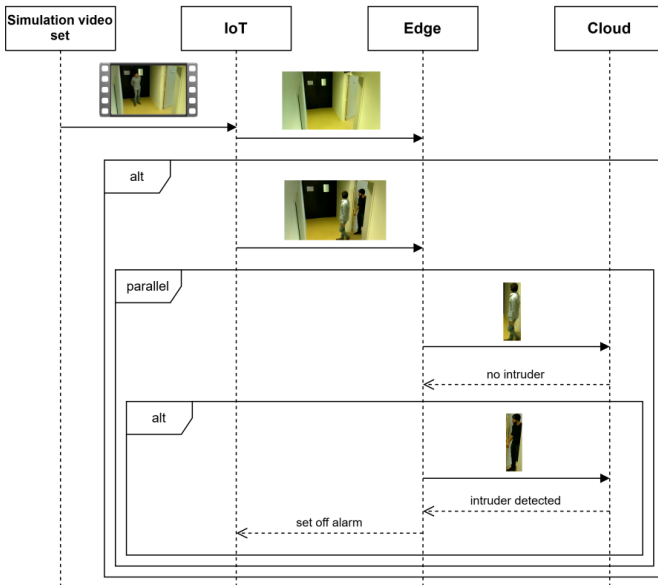 Simulation video
set
IoT
Edge
Cloud
alt
parallel
no intruder
alt
intruder detected
set off alarm